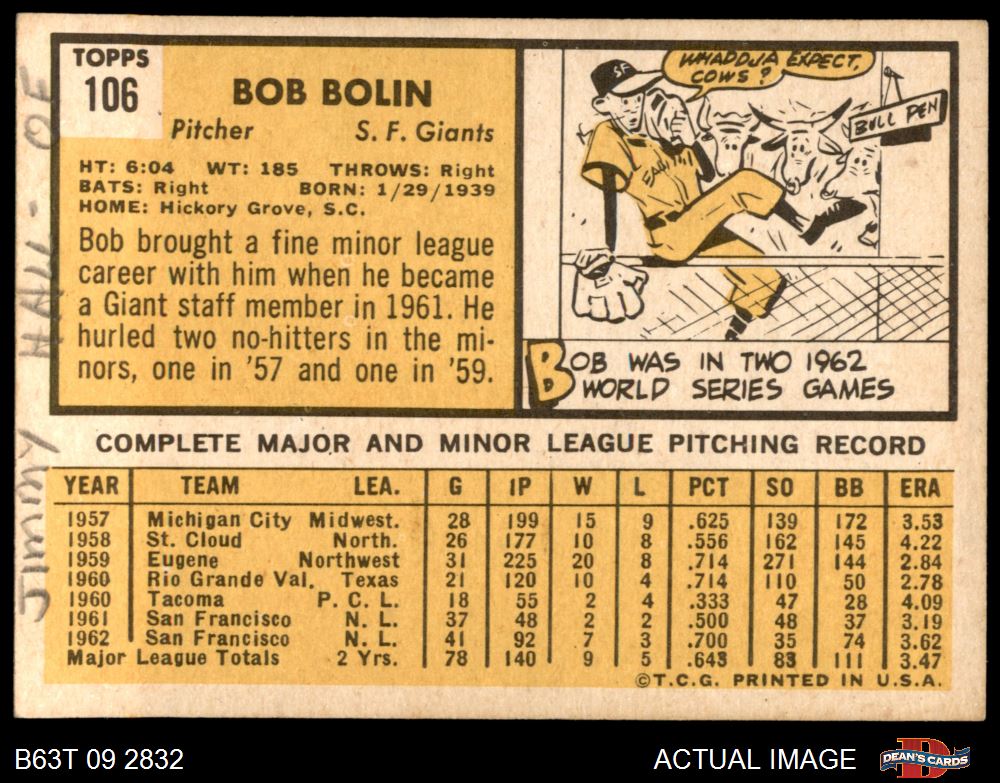 TOPPS
106
BOB BOLIN
Pitcher S. F. Giants
HT: 6:04 WT: 185 THROWS: Right
BATS: Right BORN: 1/29/1939
HOME: Hickory Grove, S.C.
Bob brought a fine minor league
career with him when he became
a Giant staff member in 1961. He
hurled two no-hitters in the mi-
nors, one in '57 and one in '59.
WHADDJA EXPECT,
COWS?
SF
BULL PEN
BOB WAS IN TWO 1962
WORLD SERIES GAMES
JIMMY HALL - OF
COMPLETE MAJOR AND MINOR LEAGUE PITCHING RECORD
YEAR TEAM LEA. G IP W L PCT SO BB ERA
1957 Michigan City Midwest. 28 199 15 9 .625 139 172 3.53
1958 St. Cloud North. 26 177 10 8 .556 162 145 4.22
1959 Eugene Northwest 31 225 20 8 .714 271 144 2.84
1960 Rio Grande Val. Texas 21 120 10 4 .714 110 50 2.78
1960 Tacoma P. C. L. 18 55 2 4 .333 47 28 4.09
1961 San Francisco N. L. 37 48 2 2 .500 48 37 3.19
1962 San Francisco N. L. 41 92 7 3 .700 35 74 3.62
Major League Totals 2 Yrs. 78 140 9 5 .643 83 111 3.47
©T.C.G. PRINTED IN U.S.A.
B63T 09 2832
ACTUAL IMAGE
D
DEAN'S CARDS